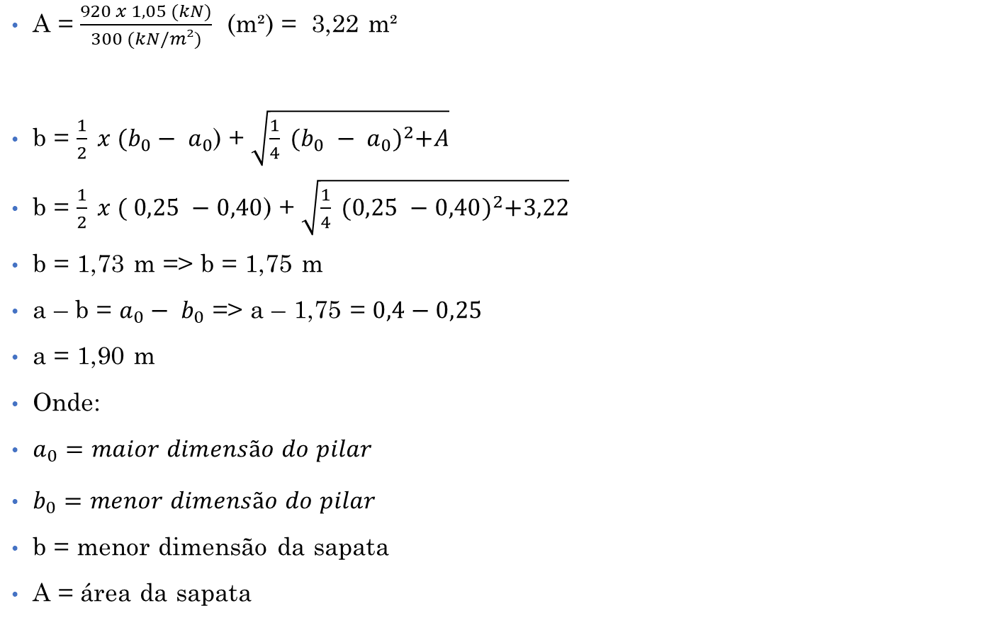 • A = 920 x 1,05 (kN) / 300 (kN/m²) (m²) = 3,22 m²
• b = 1/2 x (b₀ − a₀) + √(1/4 (b₀ − a₀)²+A)
• b = 1/2 x ( 0,25 − 0,40) + √(1/4 (0,25 − 0,40)²+3,22)
• b = 1,73 m => b = 1,75 m
• a – b = a₀ − b₀ => a – 1,75 = 0,4 − 0,25
• a = 1,90 m
• Onde:
• a₀ = maior dimensão do pilar
• b₀ = menor dimensão do pilar
• b = menor dimensão da sapata
• A = área da sapata